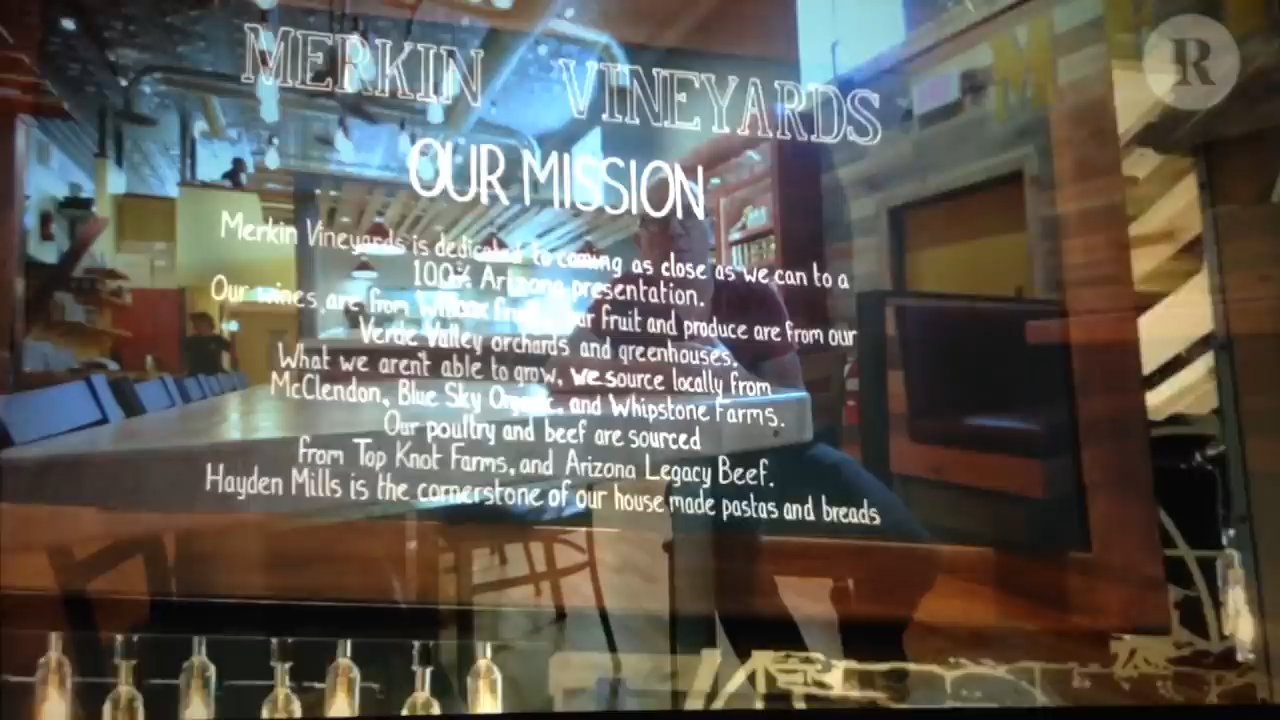 R
M
MERKIN VINEYARDS
OUR MISSION
Merkin Vineyards is dedicated to coming as close as we can to a
100% Arizona presentation.
Our wines are from Willcox fruit. Our fruit and produce are from our
Verde Valley orchards and greenhouses.
What we aren't able to grow, we source locally from
McClendon, Blue Sky Organic, and Whipstone Farms.
Our poultry and beef are sourced
from Top Knot Farms, and Arizona Legacy Beef.
Hayden Mills is the cornerstone of our house made pastas and breads